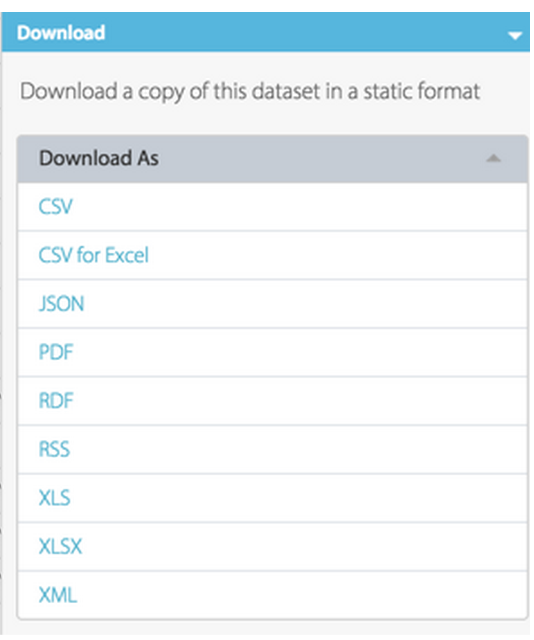 Download
Download a copy of this dataset in a static format
Download As
CSV
CSV for Excel
JSON
PDF
RDF
RSS
XLS
XLSX
XML